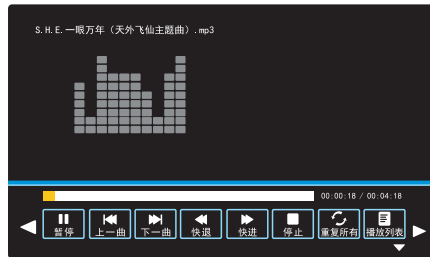 S.H.E.一眼万年（天外飞仙主题曲）.mp3
00:00:18 / 00:04:18
暂停 上一曲 下一曲 快退 快进 停止 重复所有 播放列表